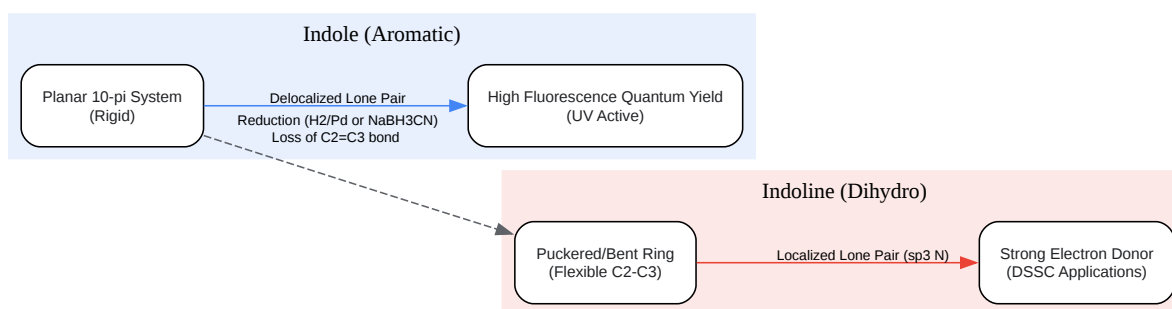 Indole (Aromatic)
Planar 10-pi System
(Rigid)
Delocalized Lone Pair
Reduction (H2/Pd or NaBH3CN)
Loss of C2=C3 bond
High Fluorescence Quantum Yield
(UV Active)
Indoline (Dihydro)
Puckered/Bent Ring
(Flexible C2-C3)
Localized Lone Pair (sp3 N)
Strong Electron Donor
(DSSC Applications)